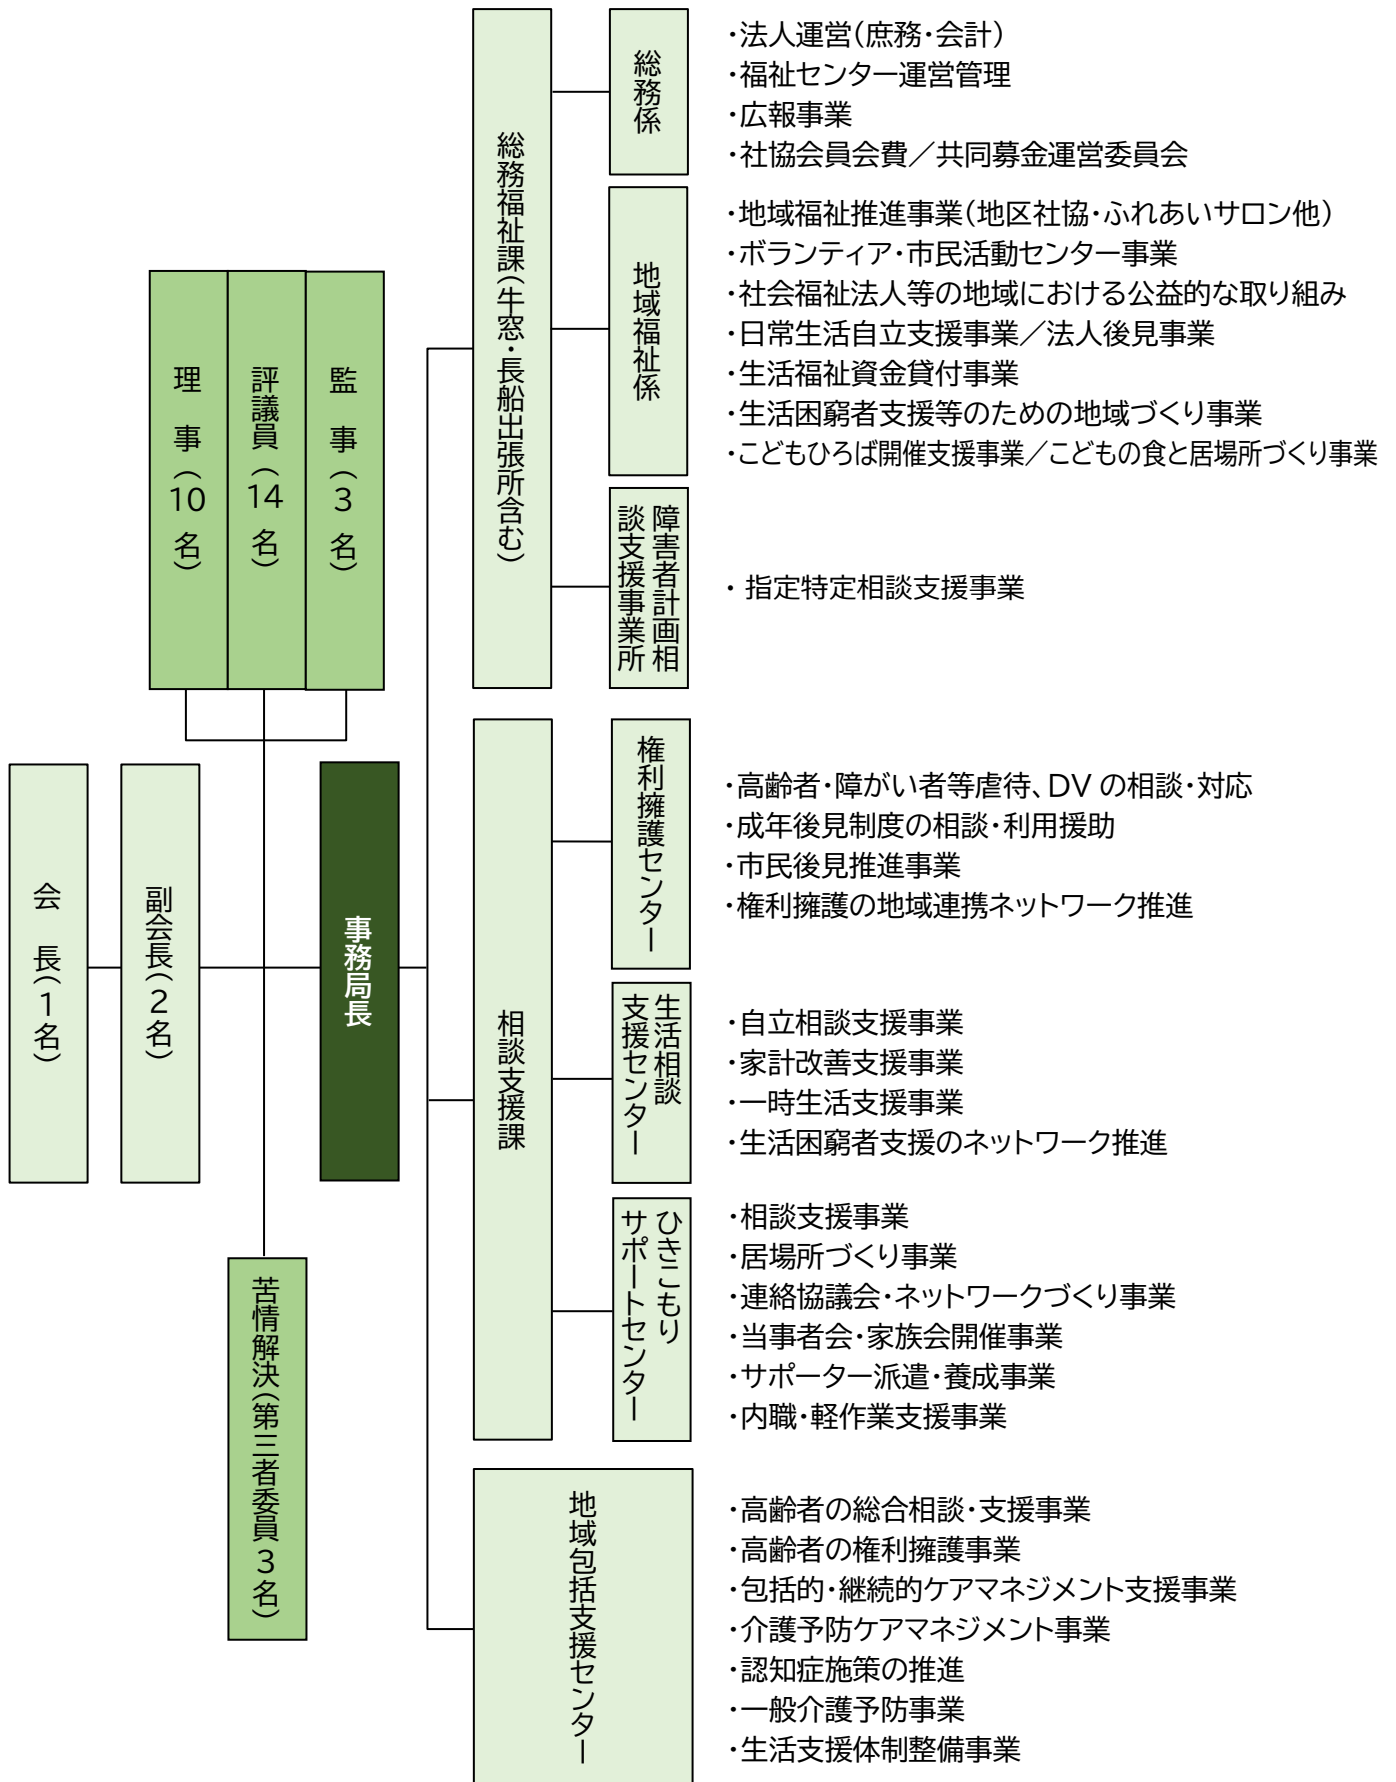 会　長（1名）
副会長（2名）
理　事（10名）
評議員（14名）
監　事（3名）
苦情解決（第三者委員3名）
事務局長
総務福祉課（牛窓・長船出張所含む）
総務係
・法人運営（庶務・会計）
・福祉センター運営管理
・広報事業
・社協会員会費／共同募金運営委員会
地域福祉係
・地域福祉推進事業（地区社協・ふれあいサロン他）
・ボランティア・市民活動センター事業
・社会福祉法人等の地域における公益的な取り組み
・日常生活自立支援事業／法人後見事業
・生活福祉資金貸付事業
・生活困窮者支援等のための地域づくり事業
・こどもひろば開催支援事業／こどもの食と居場所づくり事業
障害者計画相
談支援事業所
・ 指定特定相談支援事業
相談支援課
権利擁護センター
・高齢者・障がい者等虐待、DV の相談・対応
・成年後見制度の相談・利用援助
・市民後見推進事業
・権利擁護の地域連携ネットワーク推進
生活相談
支援センター
・自立相談支援事業
・家計改善支援事業
・一時生活支援事業
・生活困窮者支援のネットワーク推進
ひきこもり
サポートセンター
・相談支援事業
・居場所づくり事業
・連絡協議会・ネットワークづくり事業
・当事者会・家族会開催事業
・サポーター派遣・養成事業
・内職・軽作業支援事業
地域包括支援センター
・高齢者の総合相談・支援事業
・高齢者の権利擁護事業
・包括的・継続的ケアマネジメント支援事業
・介護予防ケアマネジメント事業
・認知症施策の推進
・一般介護予防事業
・生活支援体制整備事業